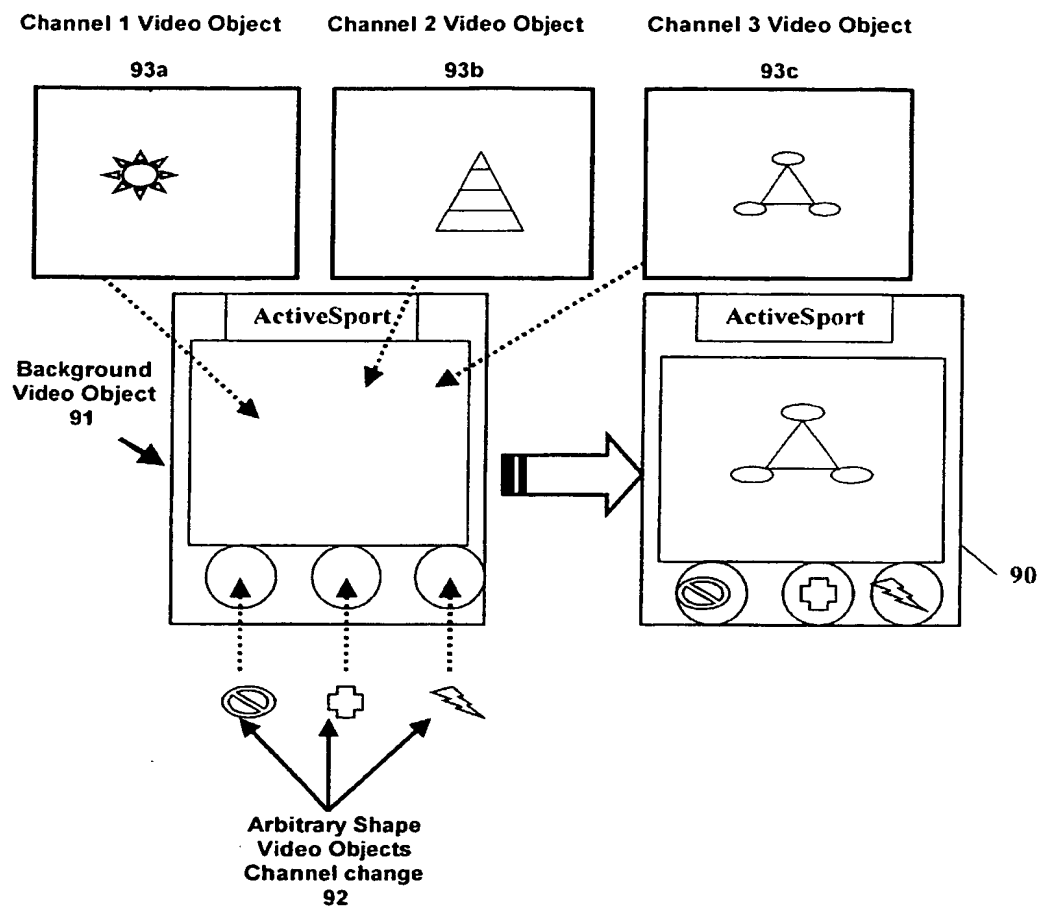 Channel 1 Video Object
93a
Channel 2 Video Object
93b
Channel 3 Video Object
93c
ActiveSport
ActiveSport
Background
Video Object
91
90
Arbitrary Shape
Video Objects
Channel change
92